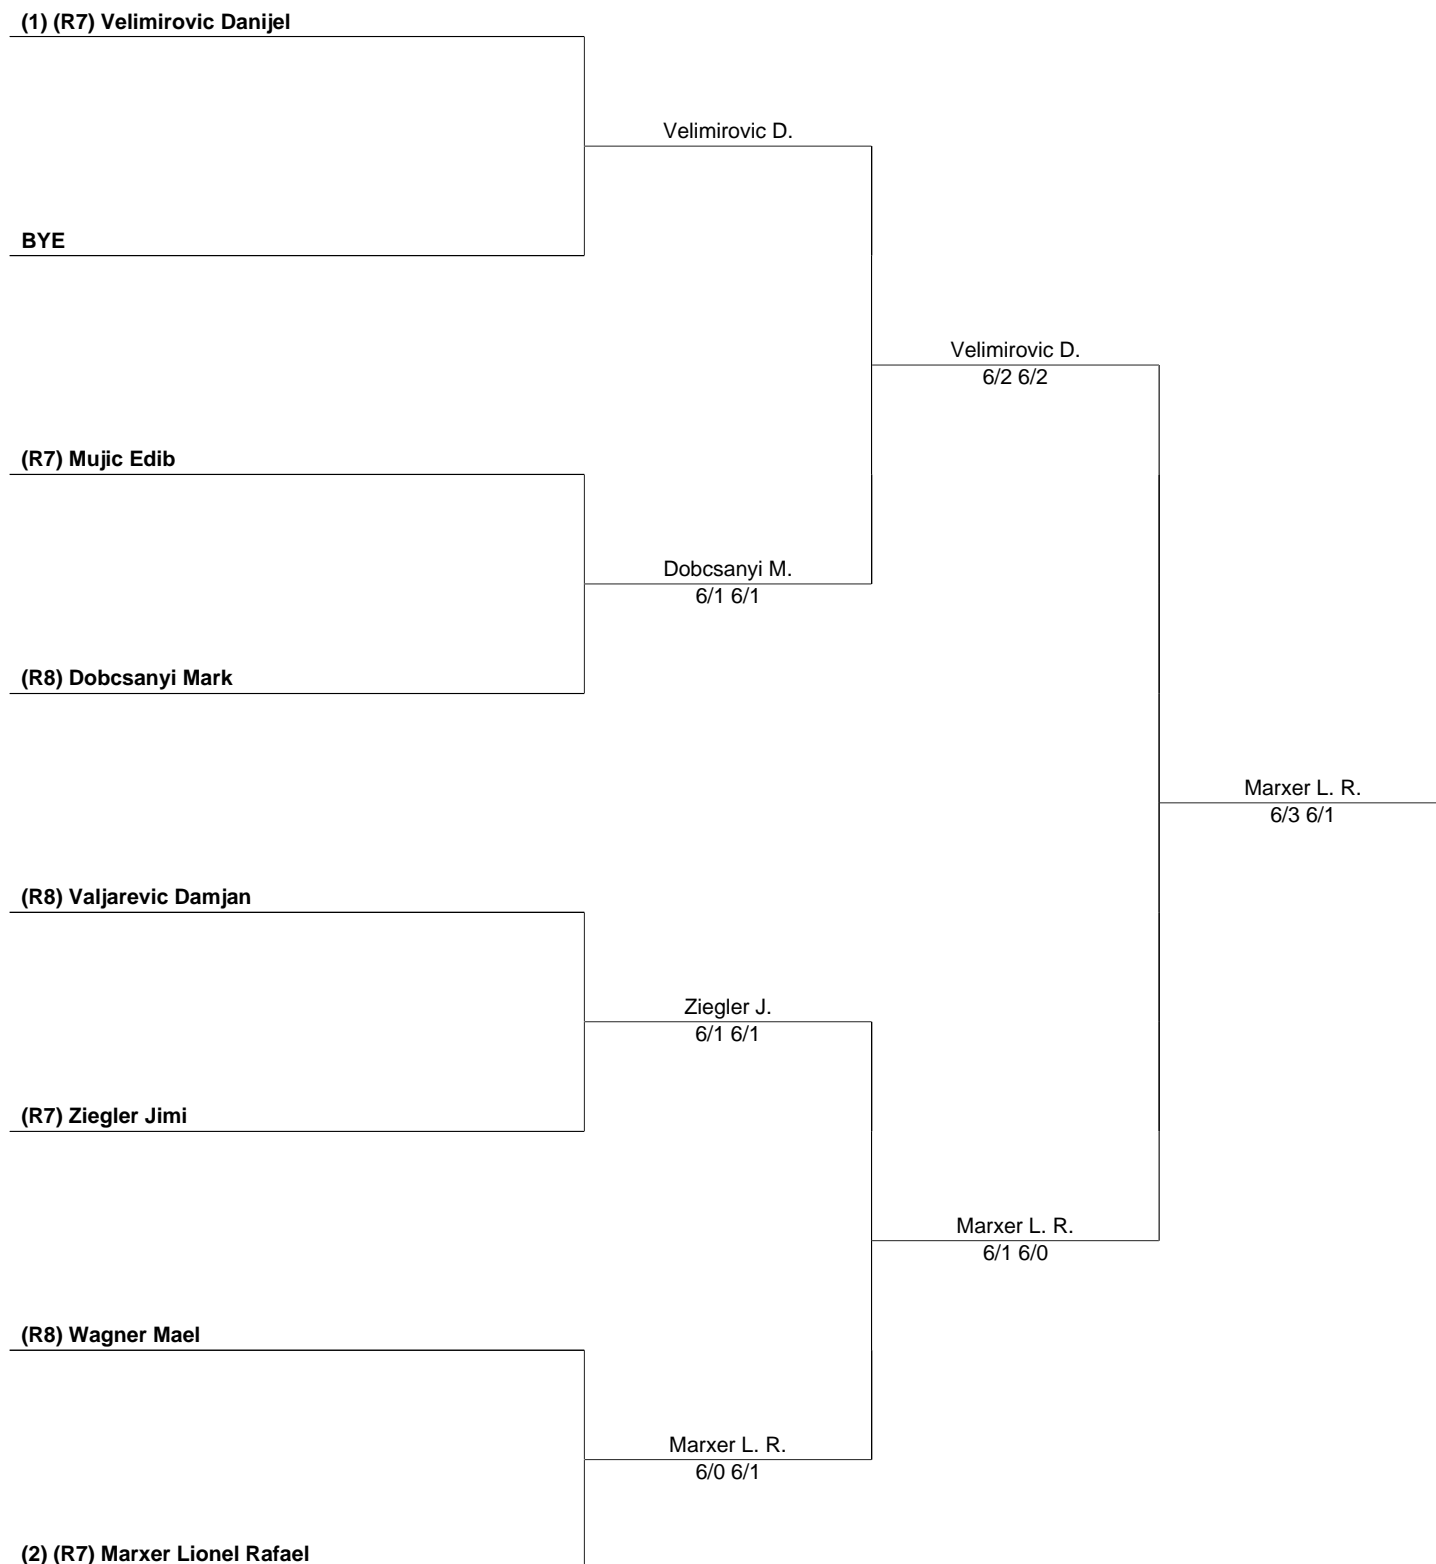 (1) (R7) Velimirovic Danijel
Velimirovic D.
BYE
Velimirovic D.
6/2 6/2
(R7) Mujic Edib
Dobcsanyi M.
6/1 6/1
(R8) Dobcsanyi Mark
Marxer L. R.
6/3 6/1
(R8) Valjarevic Damjan
Ziegler J.
6/1 6/1
(R7) Ziegler Jimi
Marxer L. R.
6/1 6/0
(R8) Wagner Mael
Marxer L. R.
6/0 6/1
(2) (R7) Marxer Lionel Rafael